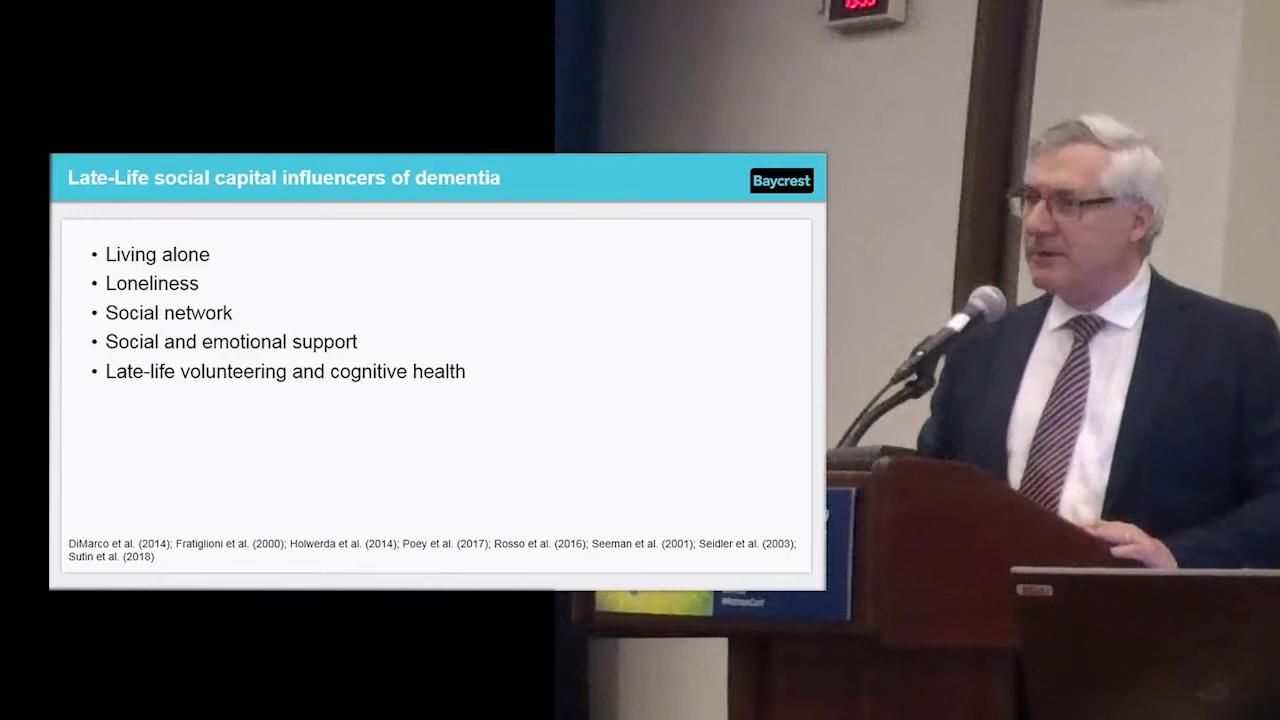 Late-Life social capital influencers of dementia
Baycrest
• Living alone
• Loneliness
• Social network
• Social and emotional support
• Late-life volunteering and cognitive health
DiMarco et al. (2014); Fratiglioni et al. (2000); Holwerda et al. (2014); Poey et al. (2017); Rosso et al. (2016); Seeman et al. (2001); Seidler et al. (2003);
Sutin et al. (2018)